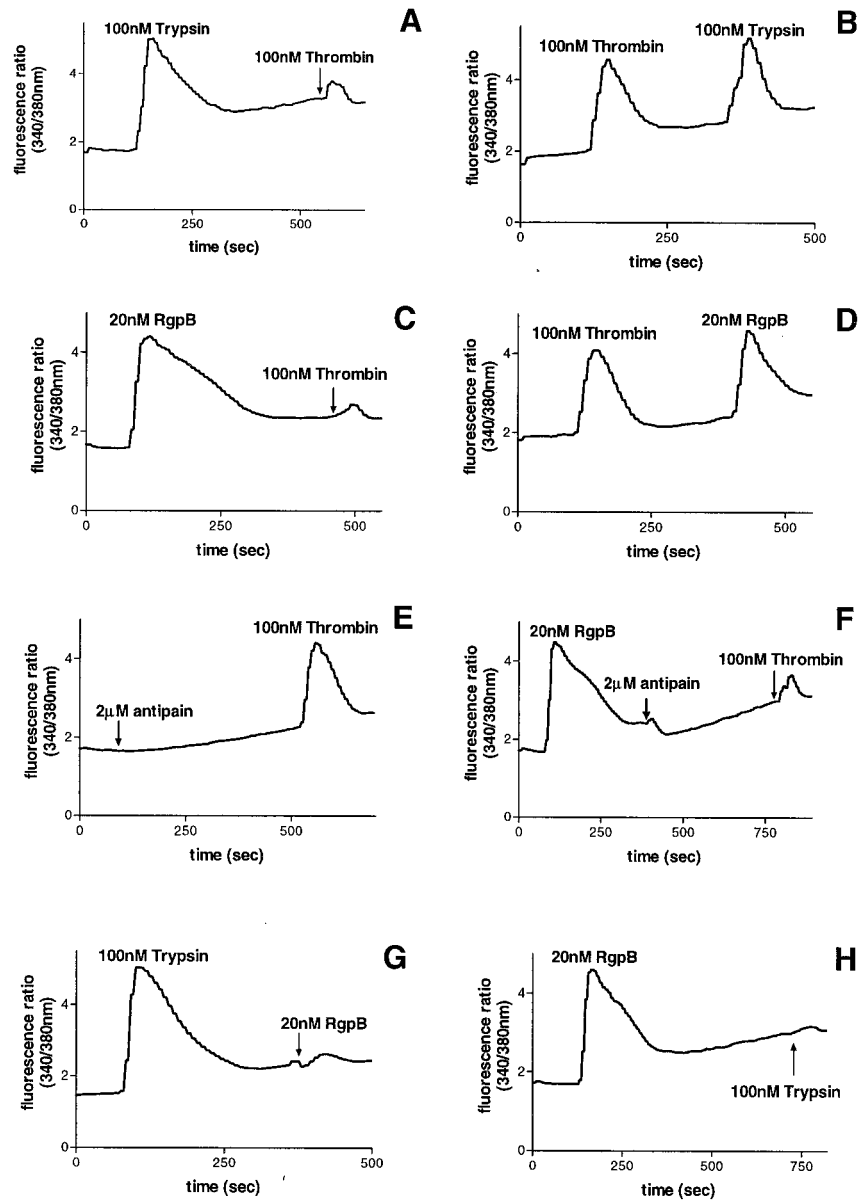 A
100nM Trypsin
100nM Thrombin
fluorescence ratio
(340/380nm)
4
2
0
0 250 500
time (sec)
B
100nM Thrombin
100nM Trypsin
fluorescence ratio
(340/380nm)
4
2
0
0 250 500
time (sec)
C
20nM RgpB
100nM Thrombin
fluorescence ratio
(340/380nm)
4
2
0
0 250 500
time (sec)
D
100nM Thrombin
20nM RgpB
fluorescence ratio
(340/380nm)
4
2
0
0 250 500
time (sec)
E
100nM Thrombin
2µM antipain
fluorescence ratio
(340/380nm)
4
2
0
0 250 500
time (sec)
F
20nM RgpB
100nM Thrombin
2µM antipain
fluorescence ratio
(340/380nm)
4
2
0
0 250 500 750
time (sec)
G
100nM Trypsin
20nM RgpB
fluorescence ratio
(340/380nm)
4
2
0
0 250 500
time (sec)
H
20nM RgpB
100nM Trypsin
fluorescence ratio
(340/380nm)
4
2
0
0 250 500 750
time (sec)